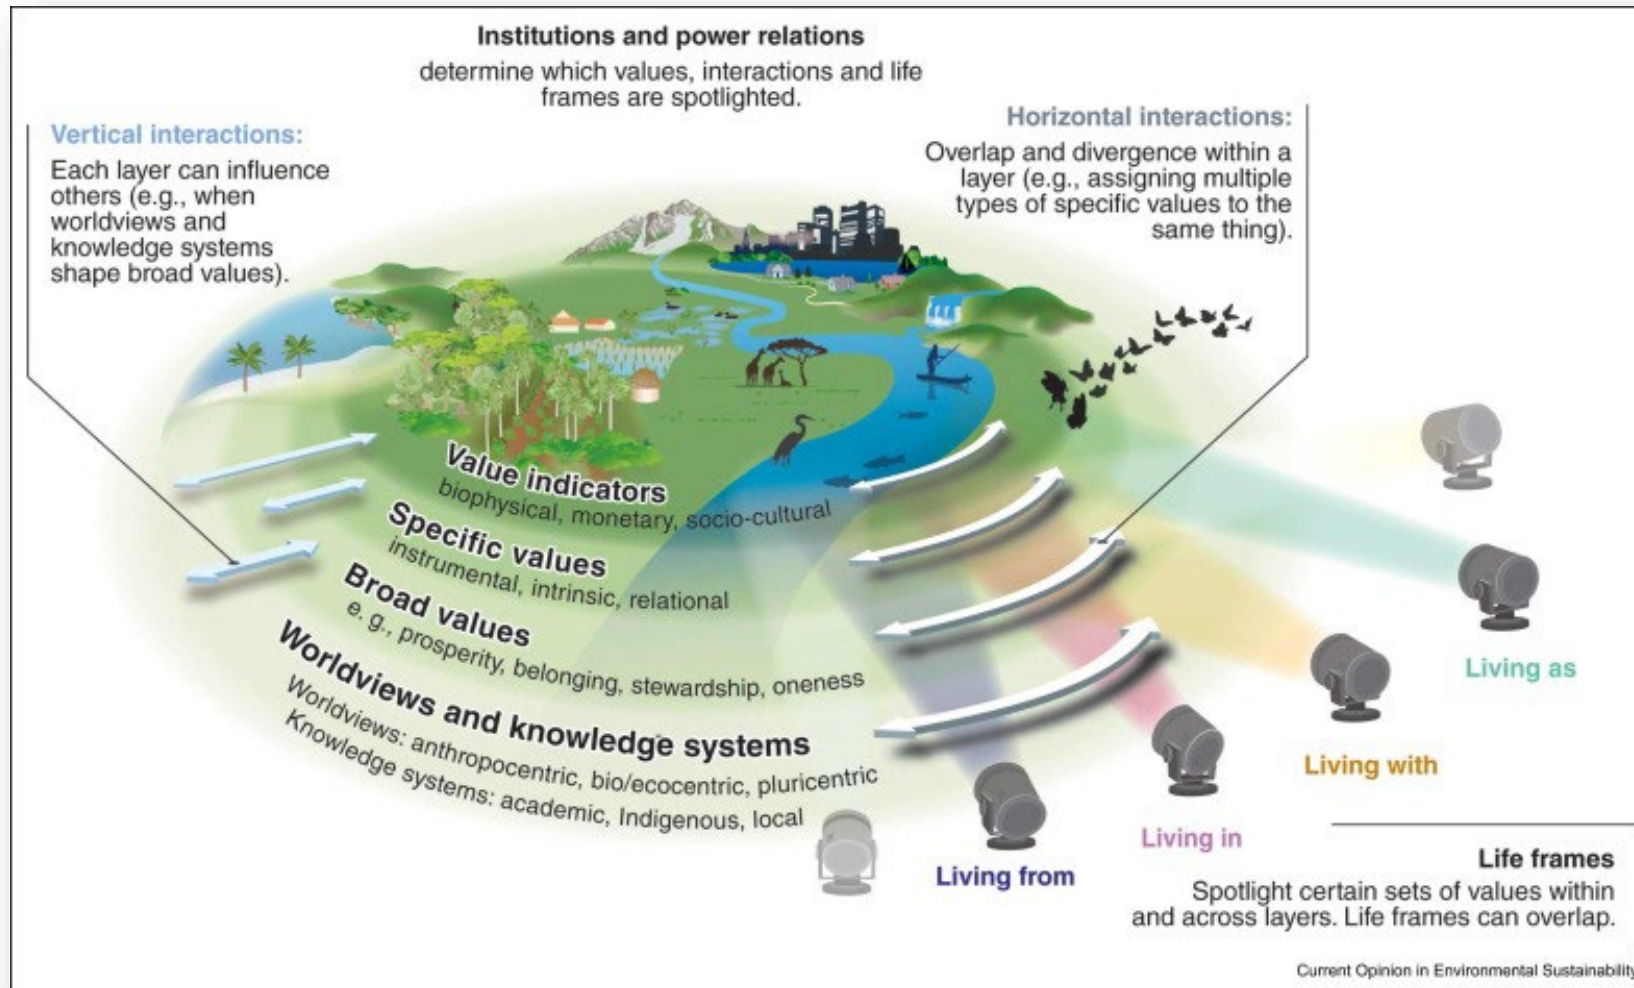 Institutions and power relations
determine which values, interactions and life
frames are spotlighted.
Vertical interactions:
Each layer can influence
others (e.g., when
worldviews and
knowledge systems
shape broad values).
Horizontal interactions:
Overlap and divergence within a
layer (e.g., assigning multiple
types of specific values to the
same thing).
Value indicators
biophysical, monetary, socio-cultural
Specific values
instrumental, intrinsic, relational
Broad values
e. g., prosperity, belonging, stewardship, oneness
Worldviews and knowledge systems
Worldviews: anthropocentric, bio/ecocentric, pluricentric
Knowledge systems: academic, Indigenous, local
Living as
Living with
Living in
Living from
Life frames
Spotlight certain sets of values within
and across layers. Life frames can overlap.
Current Opinion in Environmental Sustainability